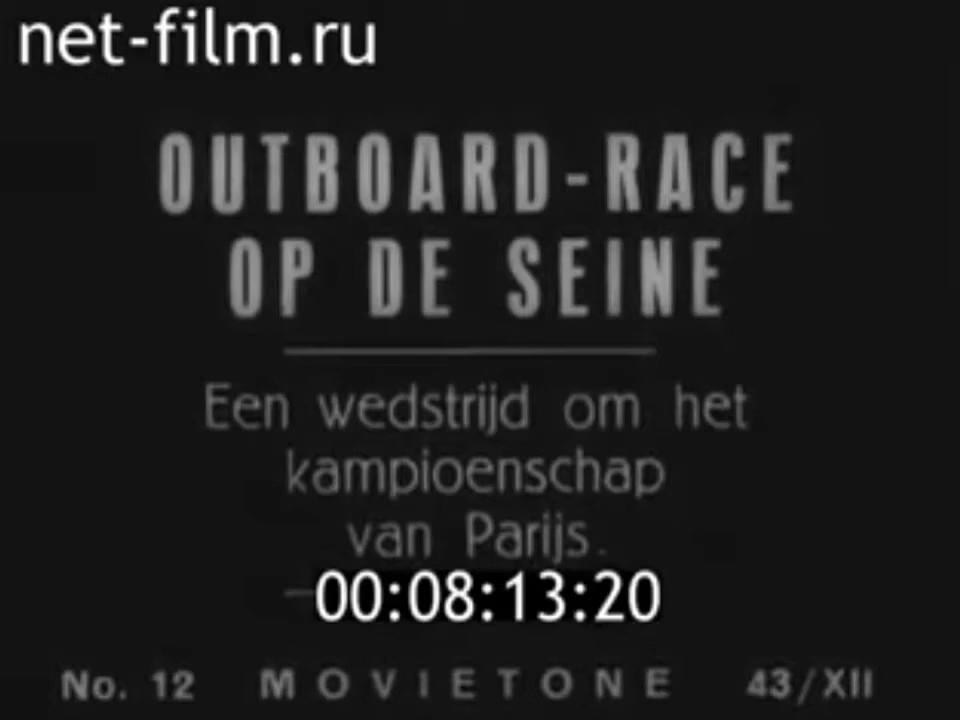 net-film.ru
OUTBOARD-RACE
OP DE SEINE
Een wedstrijd om het
kampioenschap
van Parijs.
00:08:13:20
No. 12 MOVIETONE 43/XII